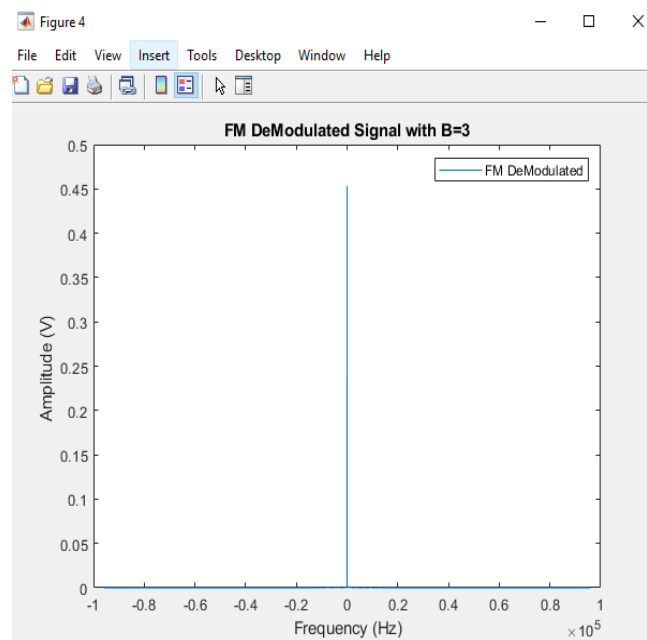 Figure 4
File Edit View Insert Tools Desktop Window Help
FM DeModulated Signal with B=3
FM DeModulated
0.5
0.45
0.4
0.35
0.3
0.25
0.2
0.15
0.1
0.05
0
Amplitude (V)
-1 -0.8 -0.6 -0.4 -0.2 0 0.2 0.4 0.6 0.8 1
Frequency (Hz)
×10^5